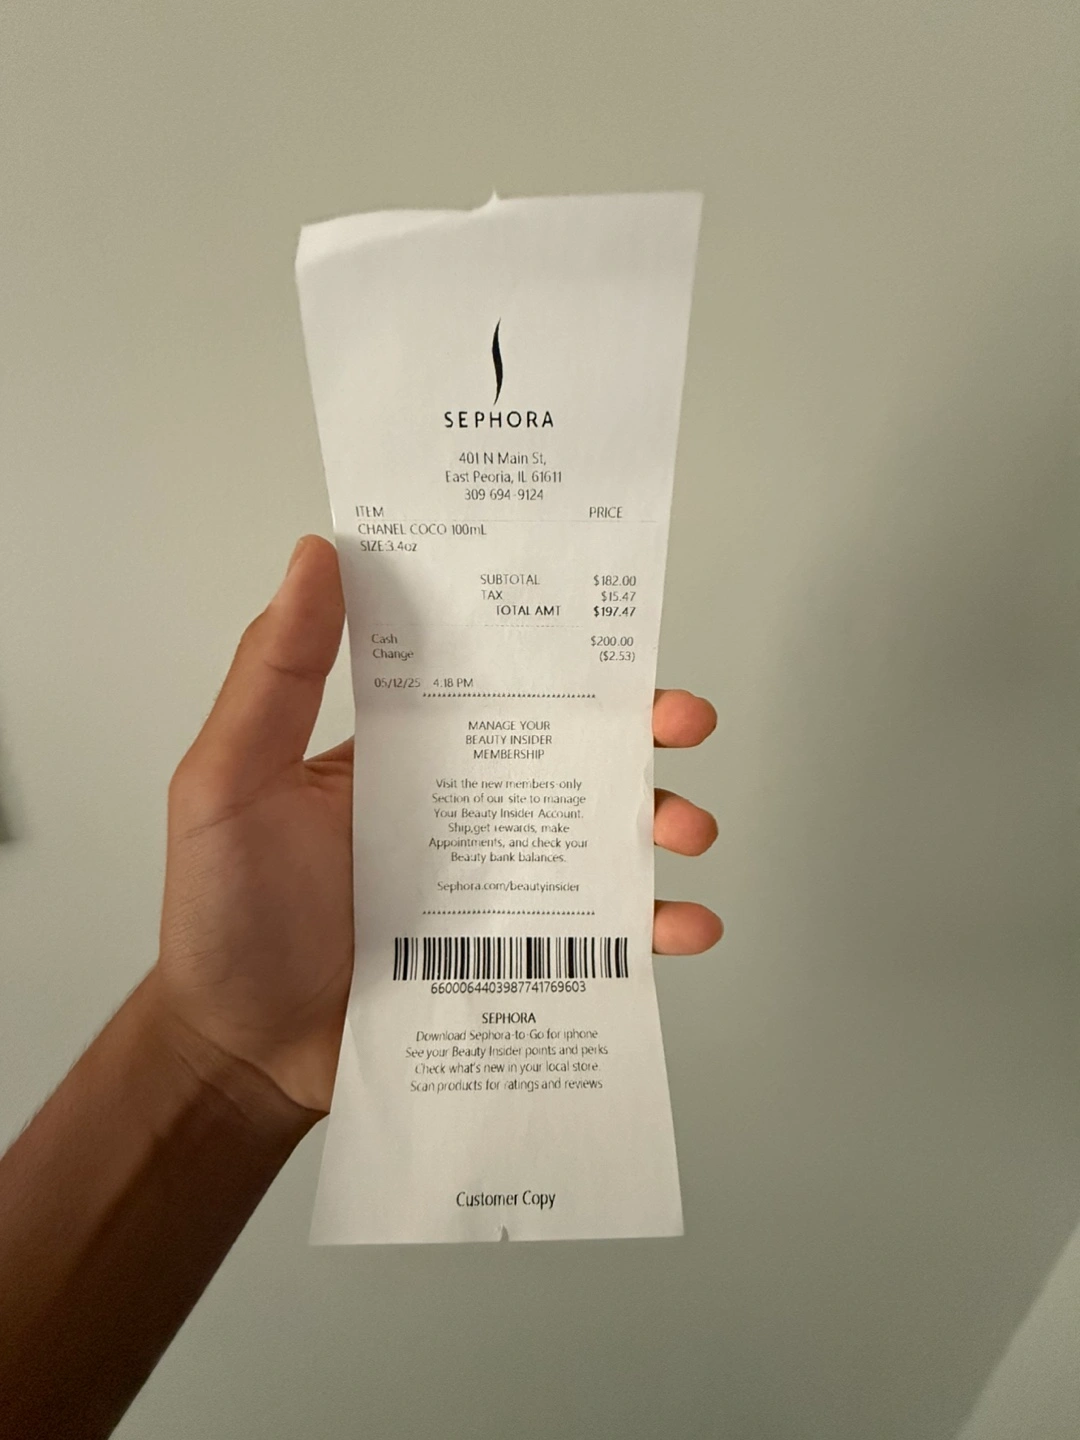 SEPHORA
401 N Main St,
East Peoria, IL 61611
309 694-9124
ITEM PRICE
CHANEL COCO 100mL
SIZE:3.4oz
SUBTOTAL $182.00
TAX $15.47
TOTAL AMT $197.47
Cash $200.00
Change ($2.53)
05/12/25 4:18 PM
MANAGE YOUR
BEAUTY INSIDER
MEMBERSHIP
Visit the new members-only
Section of our site to manage
Your Beauty Insider Account.
Ship,get rewards, make
Appointments, and check your
Beauty bank balances.
Sephora.com/beautyinsider
6600064403987741769603
SEPHORA
Download Sephora-to-Go for iphone
See your Beauty Insider points and perks
Check what's new in your local store.
Scan products for ratings and reviews
Customer Copy